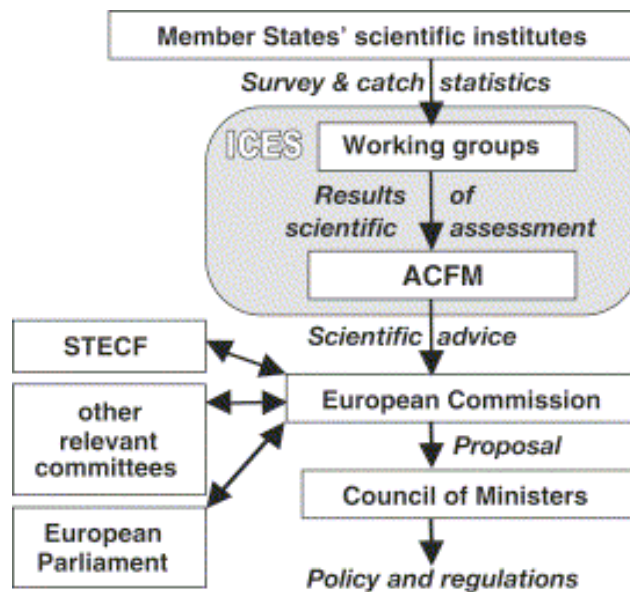 Member States' scientific institutes
Survey & catch statistics
ICES
Working groups
Results of
scientific assessment
ACFM
Scientific advice
STECF
European Commission
other
relevant
committees
Proposal
Council of Ministers
European
Parliament
Policy and regulations